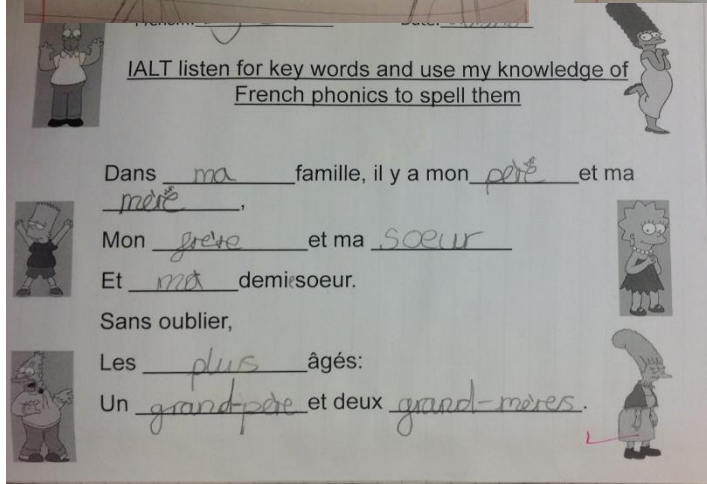 Date:
IALT listen for key words and use my knowledge of
French phonics to spell them
Dans ma famille, il y a mon père et ma
mère,
Mon frère et ma soeur
Et ma demiesoeur.
Sans oublier,
Les plus âgés:
Un grand-père et deux grand-mères.